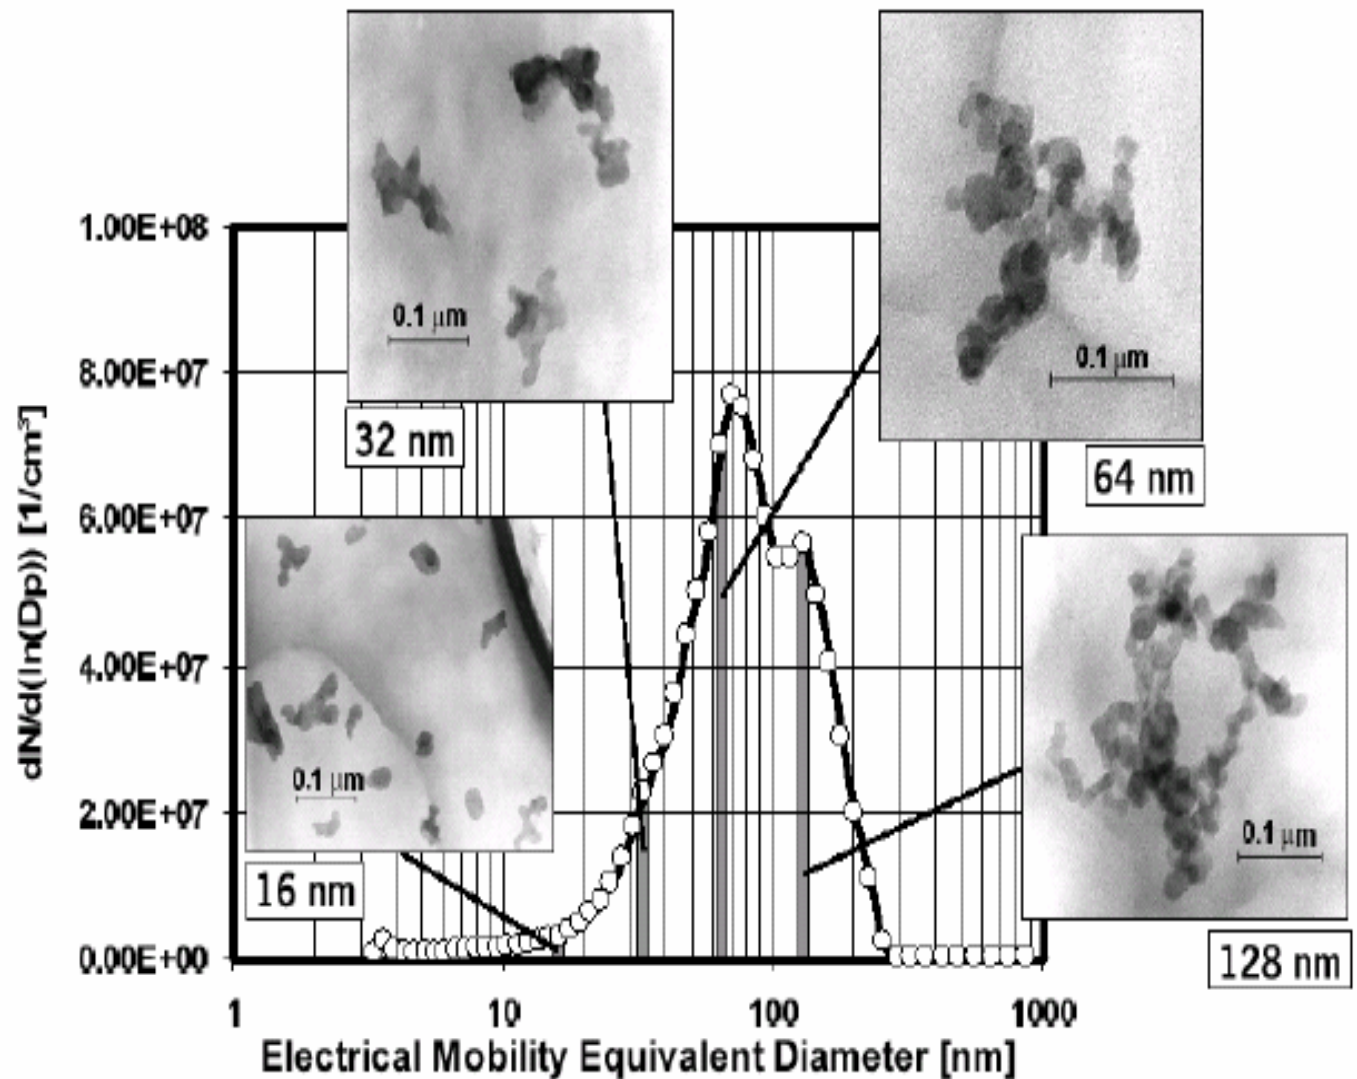 0.1 μm
32 nm
0.1 μm
64 nm
0.1 μm
16 nm
0.1 μm
128 nm
dN/d(ln(Dp)) [1/cm³]
1.00E+08
8.00E+07
6.00E+07
4.00E+07
2.00E+07
0.00E+00
1 10 100 1000
Electrical Mobility Equivalent Diameter [nm]